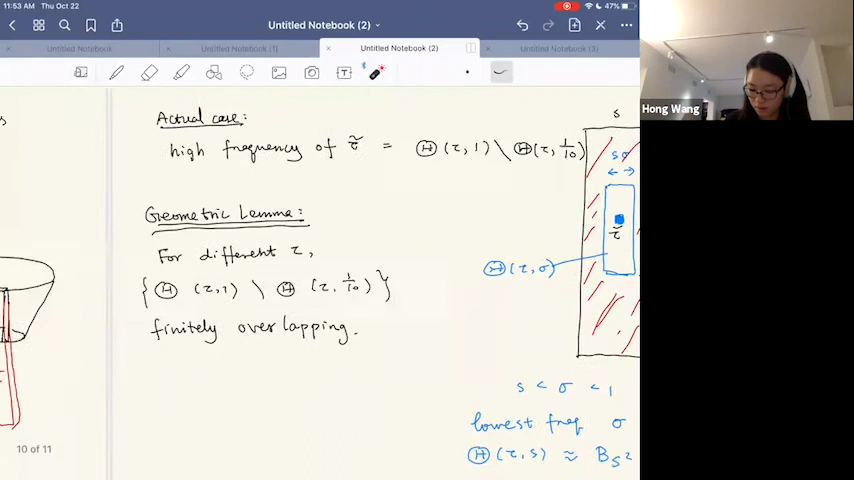 11:53 AM Thu Oct 22
47%
Untitled Notebook (2)
Untitled Notebook
Untitled Notebook (1)
Untitled Notebook (2)
Untitled Notebook (3)
Hong Wang
s
Actual case:
high frequency of τ̃ = Ⓗ(τ, 1) \ Ⓗ(τ, 1/10)
sσ
Geometric Lemma:
For different τ,
τ̃
Ⓗ(τ, σ)
{ Ⓗ (τ, 1) \ Ⓗ (τ, 1/10) }
finitely overlapping.
s < σ < 1
lowest freq σ
Ⓗ(τ, s) ≈ B_{s²}
10 of 11